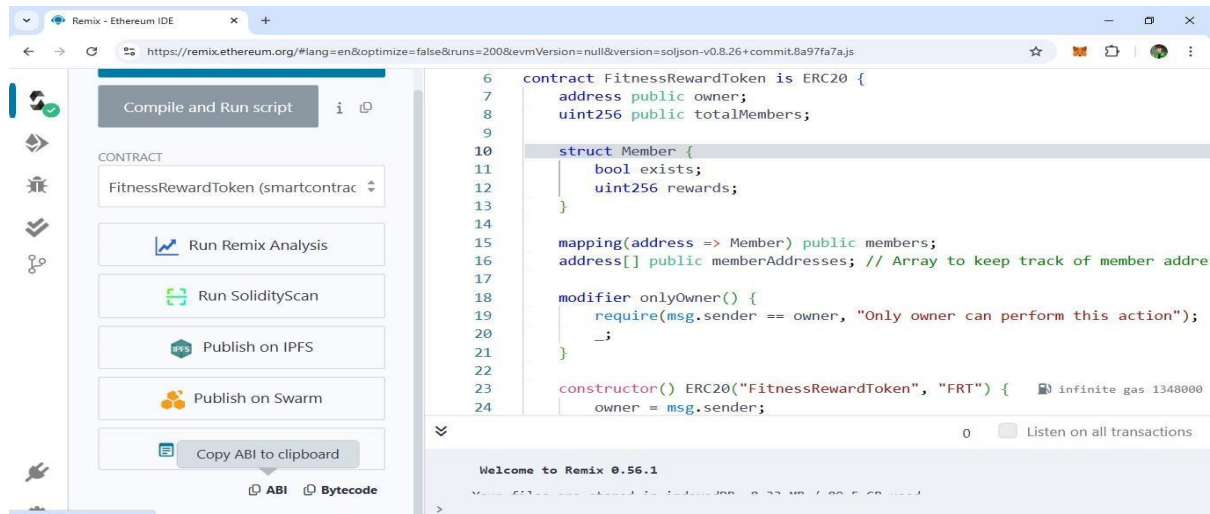 Remix - Ethereum IDE
https://remix.ethereum.org/#lang=en&optimize=false&runs=200&evmVersion=null&version=soljson-v0.8.26+commit.8a97fa7a.js
Compile and Run script
i
CONTRACT
FitnessRewardToken (smartcontrac
Run Remix Analysis
Run SolidityScan
IPFS
Publish on IPFS
Publish on Swarm
Copy ABI to clipboard
ABI
Bytecode
6 contract FitnessRewardToken is ERC20 {
7 address public owner;
8 uint256 public totalMembers;
9
10 struct Member {
11 bool exists;
12 uint256 rewards;
13 }
14
15 mapping(address => Member) public members;
16 address[] public memberAddresses; // Array to keep track of member addre
17
18 modifier onlyOwner() {
19 require(msg.sender == owner, "Only owner can perform this action");
20 _;
21 }
22
23 constructor() ERC20("FitnessRewardToken", "FRT") { infinite gas 1348000
24 owner = msg.sender;
0 Listen on all transactions
Welcome to Remix 0.56.1
>